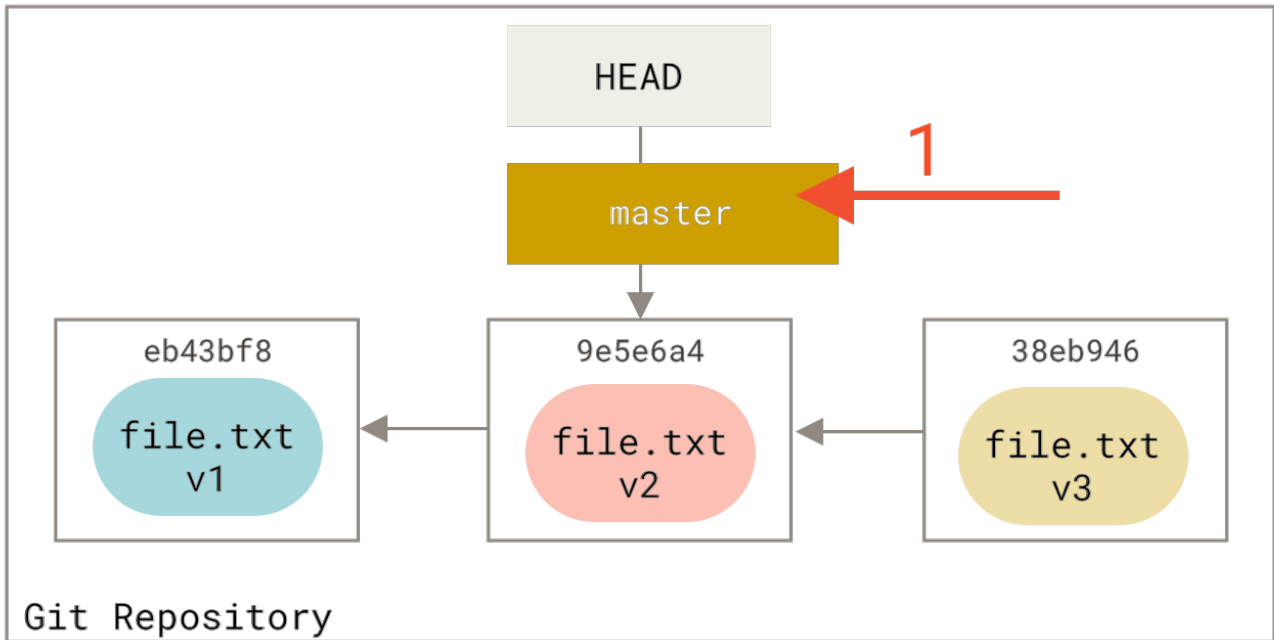 HEAD
1
master
eb43bf8
9e5e6a4
38eb946
file.txt
v1
file.txt
v2
file.txt
v3
Git Repository